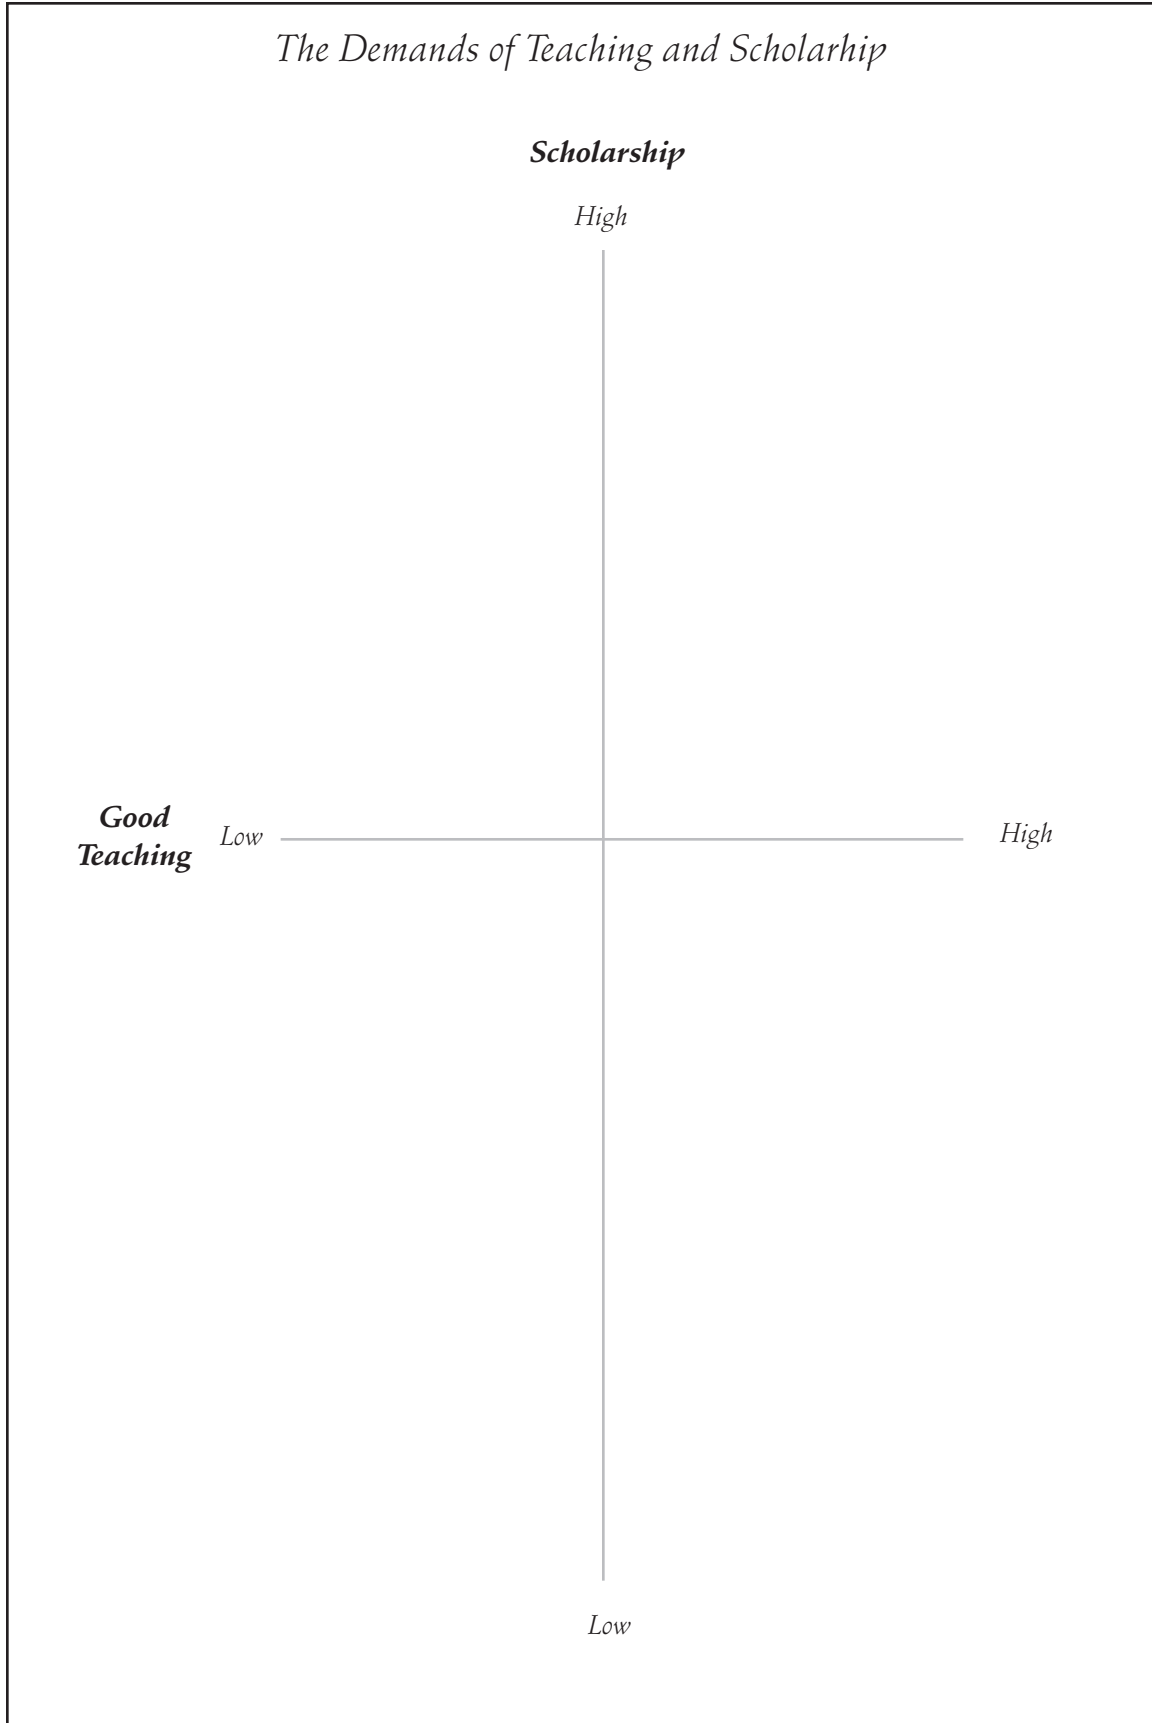 The Demands of Teaching and Scholarhip
Scholarship
High
Good
Teaching
Low
High
Low